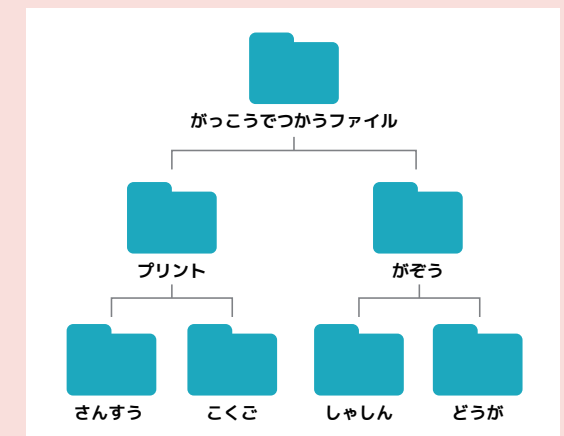 がっこうでつかうファイル
プリント
がぞう
さんすう
こくご
しゃしん
どうが